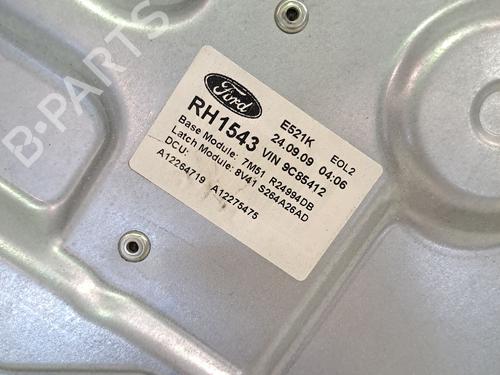 B-PARTS
Ford
E521K EOL2
RH1543 24.09.09 04:06
VIN 9C85412
Base Module: 7M51 R24994DB
Latch Module: 8V41 S264A26AD
DCU:
A12264719 A12275475